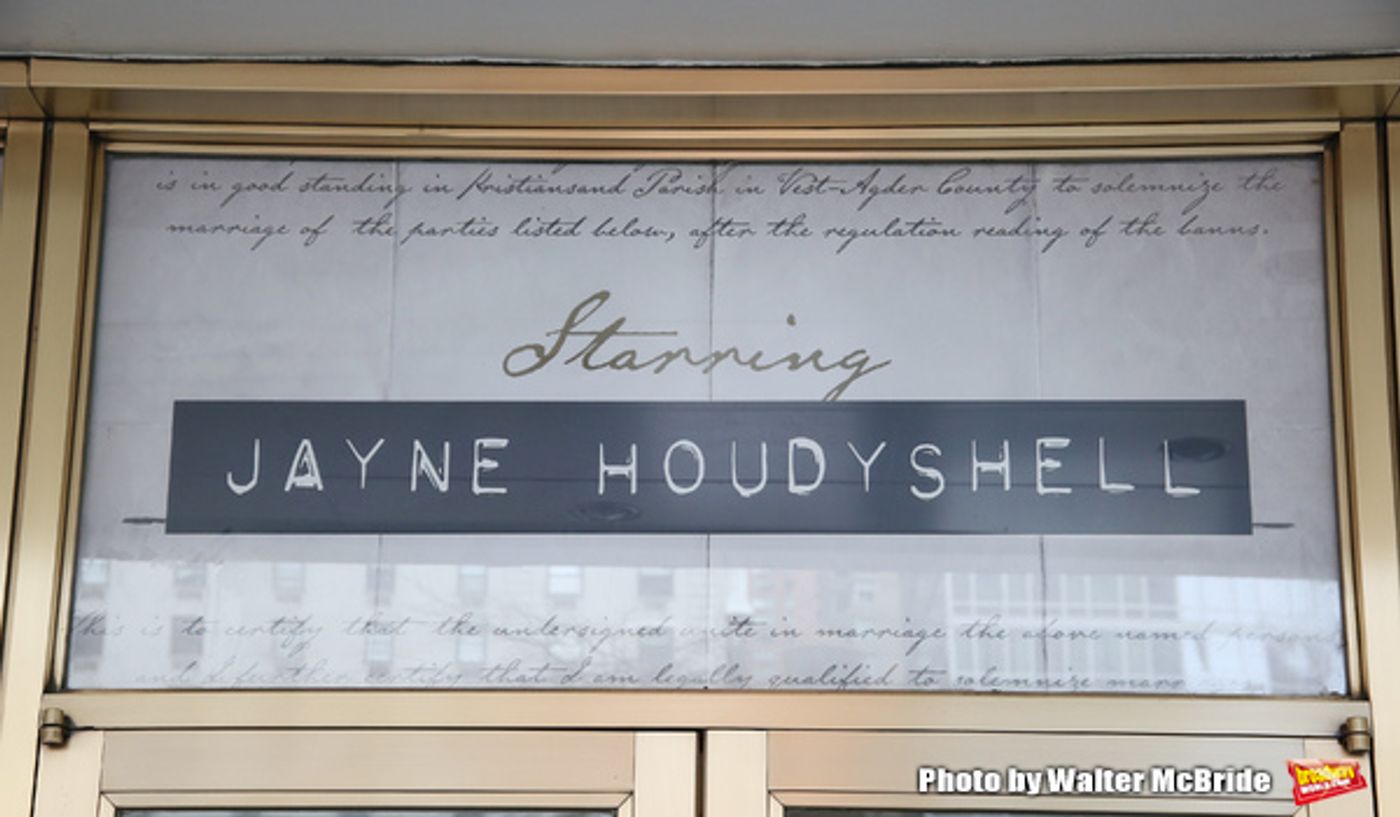 is in good standing in Kristiansand Parish in Vest-Agder County to solemnize the
marriage of the parties listed below, after the regulation reading of the banns.
Starring
JAYNE HOUDYSHELL
This is to certify that the undersigned unite in marriage the above named persons
and I further certify that I am legally qualified to solemnize
Photo by Walter McBride
BROADWAY
WORLD